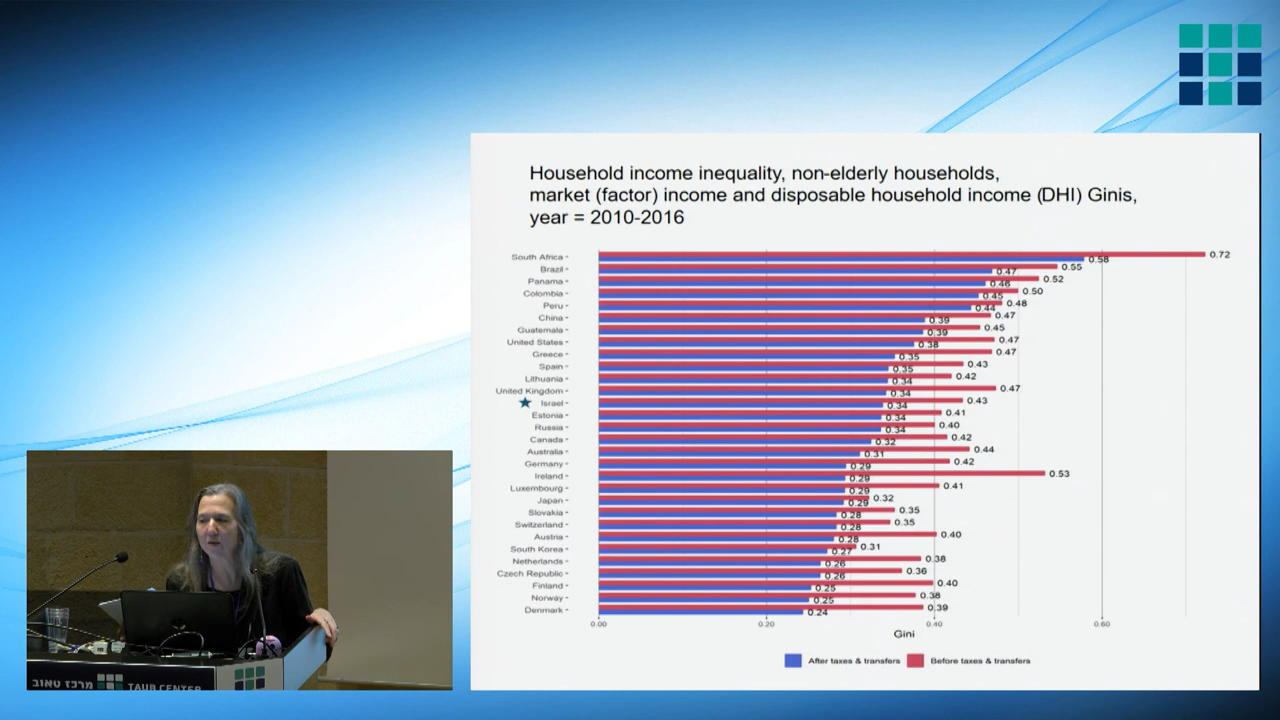 Household income inequality, non-elderly households,
market (factor) income and disposable household income (DHI) Ginis,
year = 2010-2016
South Africa 0.72 0.58
Brazil 0.55 0.47
Panama 0.52 0.46
Colombia 0.50 0.45
Peru 0.48 0.44
China 0.47 0.39
Guatemala 0.45 0.39
United States 0.47 0.38
Greece 0.47 0.35
Spain 0.43 0.35
Lithuania 0.42 0.34
United Kingdom 0.47 0.34
Israel 0.43 0.34
Estonia 0.41 0.34
Russia 0.40 0.34
Canada 0.42 0.32
Australia 0.44 0.31
Germany 0.42 0.29
Ireland 0.53 0.29
Luxembourg 0.41 0.29
Japan 0.32 0.29
Slovakia 0.35 0.28
Switzerland 0.35 0.28
Austria 0.40 0.28
South Korea 0.31 0.27
Netherlands 0.38 0.26
Czech Republic 0.36 0.26
Finland 0.40 0.25
Norway 0.38 0.25
Denmark 0.39 0.24
0.00 0.20 0.40 0.60
Gini
After taxes & transfers Before taxes & transfers
מרכז טאוב TAUB CENTER